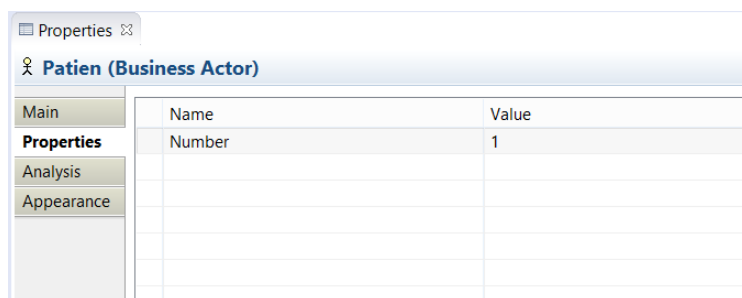 Properties
Patien (Business Actor)
Main
Name Value
Properties
Number 1
Analysis
Appearance